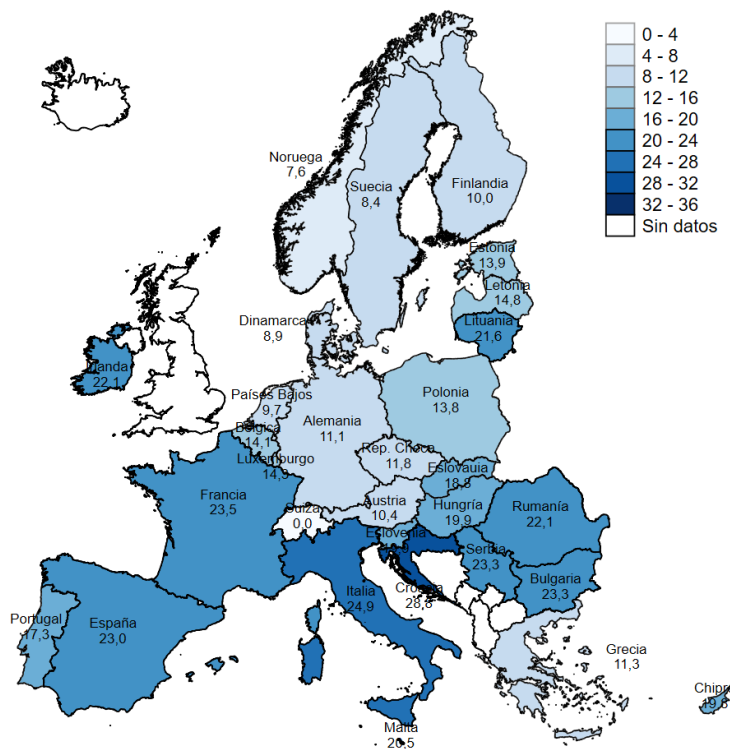 0 - 4
4 - 8
8 - 12
12 - 16
16 - 20
20 - 24
24 - 28
28 - 32
32 - 36
Sin datos
Noruega
7,6
Suecia
8,4
Finlandia
10,0
Estonia
13,9
Letonia
14,8
Lituania
21,6
Dinamarca
8,9
Irlanda
22,1
Países Bajos
9,7
Bélgica
14,1
Luxemburgo
14,3
Alemania
11,1
Polonia
13,8
Rep. Checa
11,8
Eslovauia
18,8
Francia
23,5
Suiza
0,0
Austria
10,4
Hungría
19,9
Rumanía
22,1
Eslovenia
Serbia
23,3
Croacia
28,8
Bulgaria
23,3
Italia
24,9
Portugal
17,3
España
23,0
Grecia
11,3
Malta
20,5
Chipr
19,8